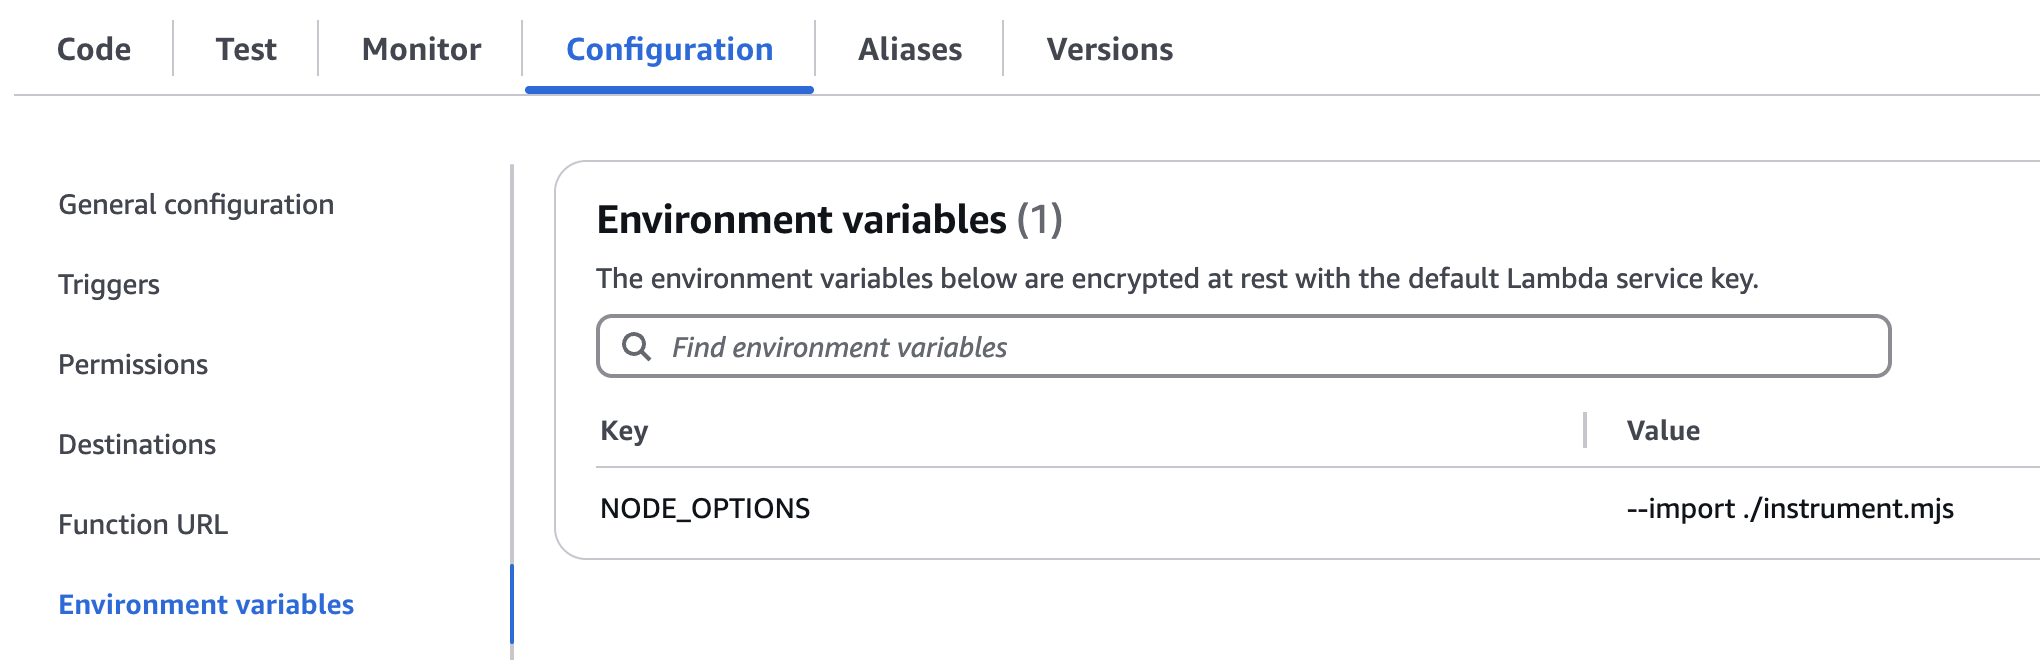 Code Test Monitor Configuration Aliases Versions
General configuration
Triggers
Permissions
Destinations
Function URL
Environment variables
Environment variables (1)
The environment variables below are encrypted at rest with the default Lambda service key.
Find environment variables
Key Value
NODE_OPTIONS --import ./instrument.mjs